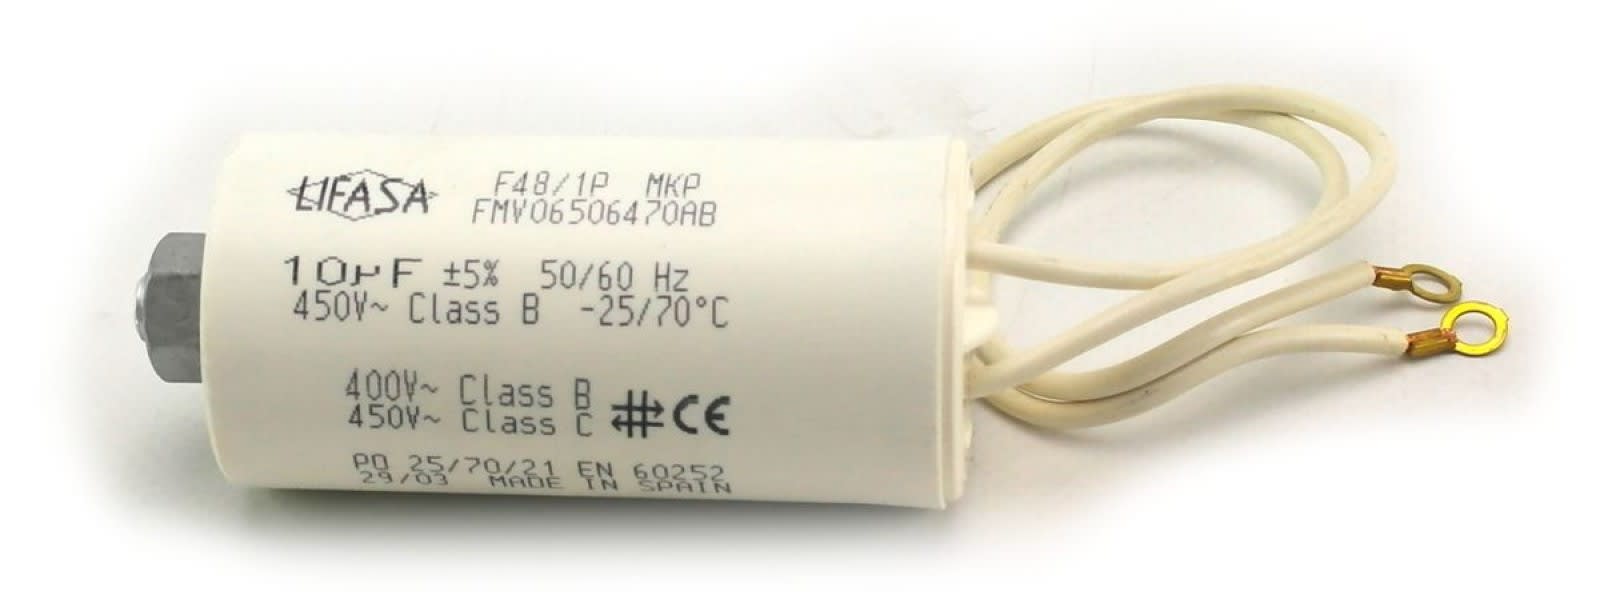 LIFASA
F48/1P MKP
FMV06506470AB
10µF ±5% 50/60 Hz
450V~ Class B -25/70°C
400V~ Class B
450V~ Class C CE
PO 25/70/21 EN 60252
29/03 MADE IN SPAIN